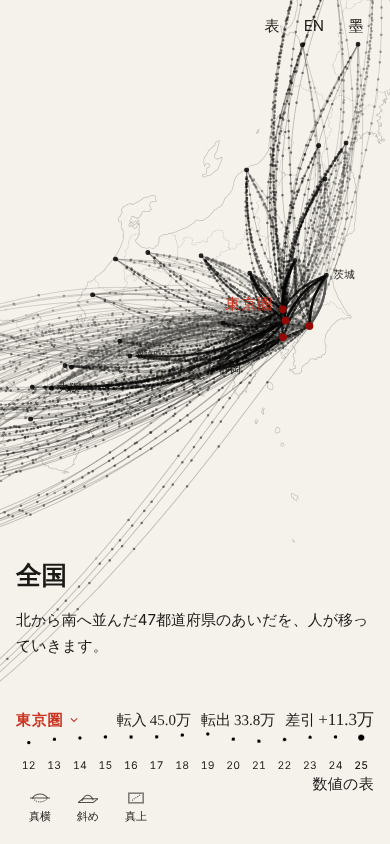 表 EN 墨
茨城
東京圏
全国
北から南へ並んだ47都道府県のあいだを、人が移っ
ていきます。
東京圏 転入 45.0万 転出 33.8万 差引 +11.3万
12 13 14 15 16 17 18 19 20 21 22 23 24 25
数値の表
真横 斜め 真上